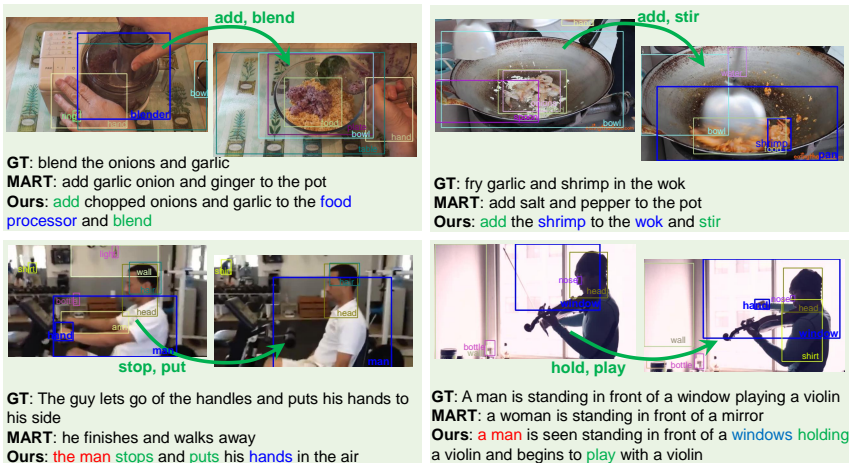 add, blend
bowl
blender
hand
food
bowl
hand
GT: blend the onions and garlic
MART: add garlic onion and ginger to the pot
Ours: add chopped onions and garlic to the food
processor and blend
add, stir
bowl
bowl
shrimp
food
pan
GT: fry garlic and shrimp in the wok
MART: add salt and pepper to the pot
Ours: add the shrimp to the wok and stir
shirt
light
wall
hand
head
arm
hand
man
shirt
hair
head
man
stop, put
GT: The guy lets go of the handles and puts his hands to
his side
MART: he finishes and walks away
Ours: the man stops and puts his hands in the air
nose
head
window
bottle
wall
wall
hand
nose
head
window
shirt
bottle
hold, play
GT: A man is standing in front of a window playing a violin
MART: a woman is standing in front of a mirror
Ours: a man is seen standing in front of a windows holding
a violin and begins to play with a violin